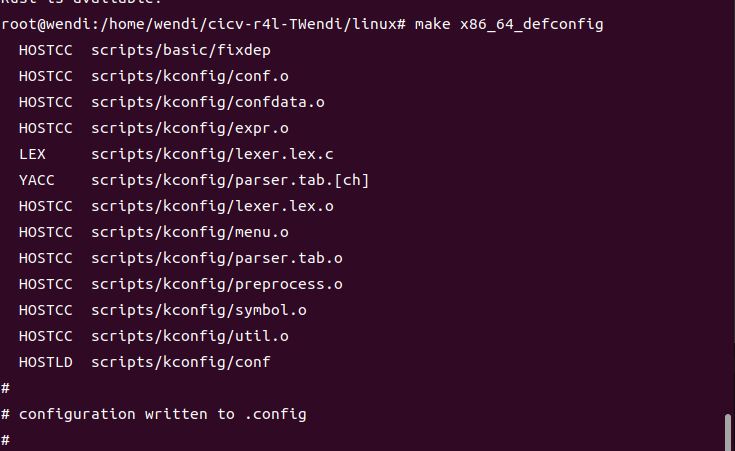 Rust is available!
root@wendi:/home/wendi/cicv-r4l-TWendi/linux# make x86_64_defconfig
  HOSTCC  scripts/basic/fixdep
  HOSTCC  scripts/kconfig/conf.o
  HOSTCC  scripts/kconfig/confdata.o
  HOSTCC  scripts/kconfig/expr.o
  LEX     scripts/kconfig/lexer.lex.c
  YACC    scripts/kconfig/parser.tab.[ch]
  HOSTCC  scripts/kconfig/lexer.lex.o
  HOSTCC  scripts/kconfig/menu.o
  HOSTCC  scripts/kconfig/parser.tab.o
  HOSTCC  scripts/kconfig/preprocess.o
  HOSTCC  scripts/kconfig/symbol.o
  HOSTCC  scripts/kconfig/util.o
  HOSTLD  scripts/kconfig/conf
#
# configuration written to .config
#